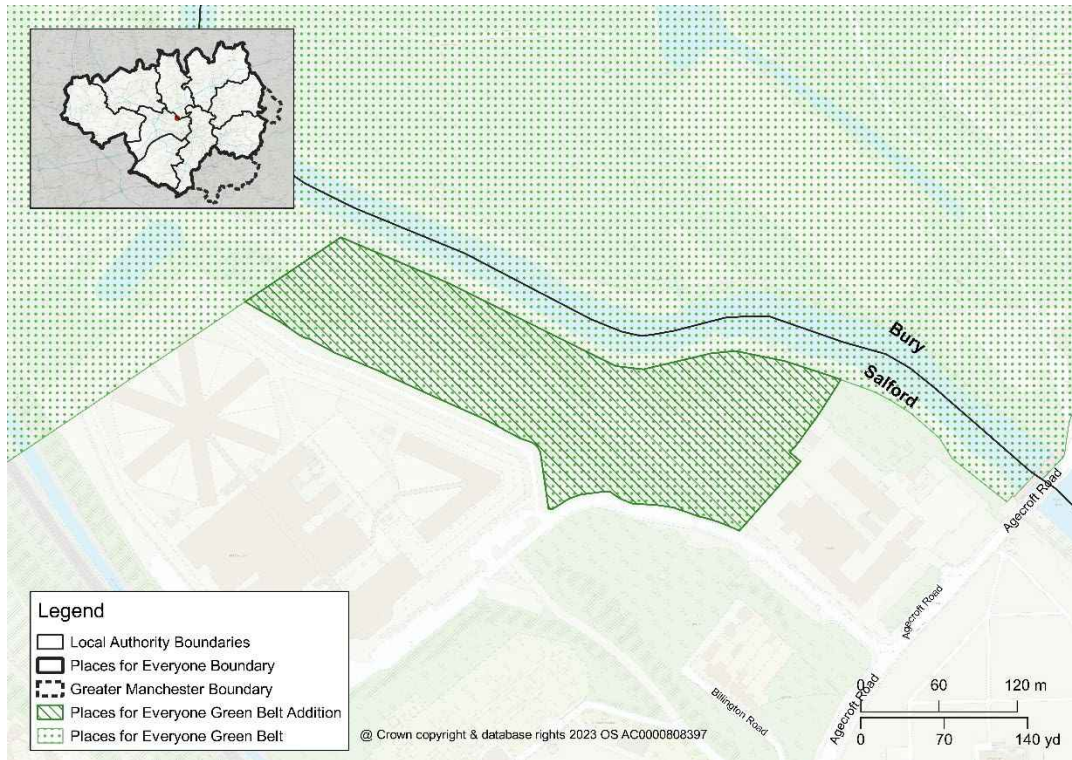 Bury
Salford
Agecroft Road
Agecroft Road
Agecroft Road
Billington Road
Legend
Local Authority Boundaries
Places for Everyone Boundary
Greater Manchester Boundary
Places for Everyone Green Belt Addition
Places for Everyone Green Belt
@ Crown copyright & database rights 2023 OS AC0000808397
0 60 120 m
0 70 140 yd